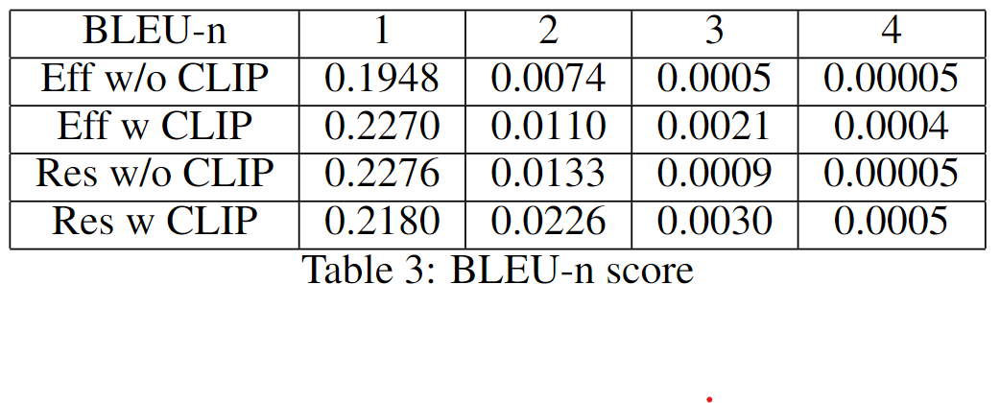 BLEU-n 1 2 3 4
Eff w/o CLIP 0.1948 0.0074 0.0005 0.00005
Eff w CLIP 0.2270 0.0110 0.0021 0.0004
Res w/o CLIP 0.2276 0.0133 0.0009 0.00005
Res w CLIP 0.2180 0.0226 0.0030 0.0005
Table 3: BLEU-n score